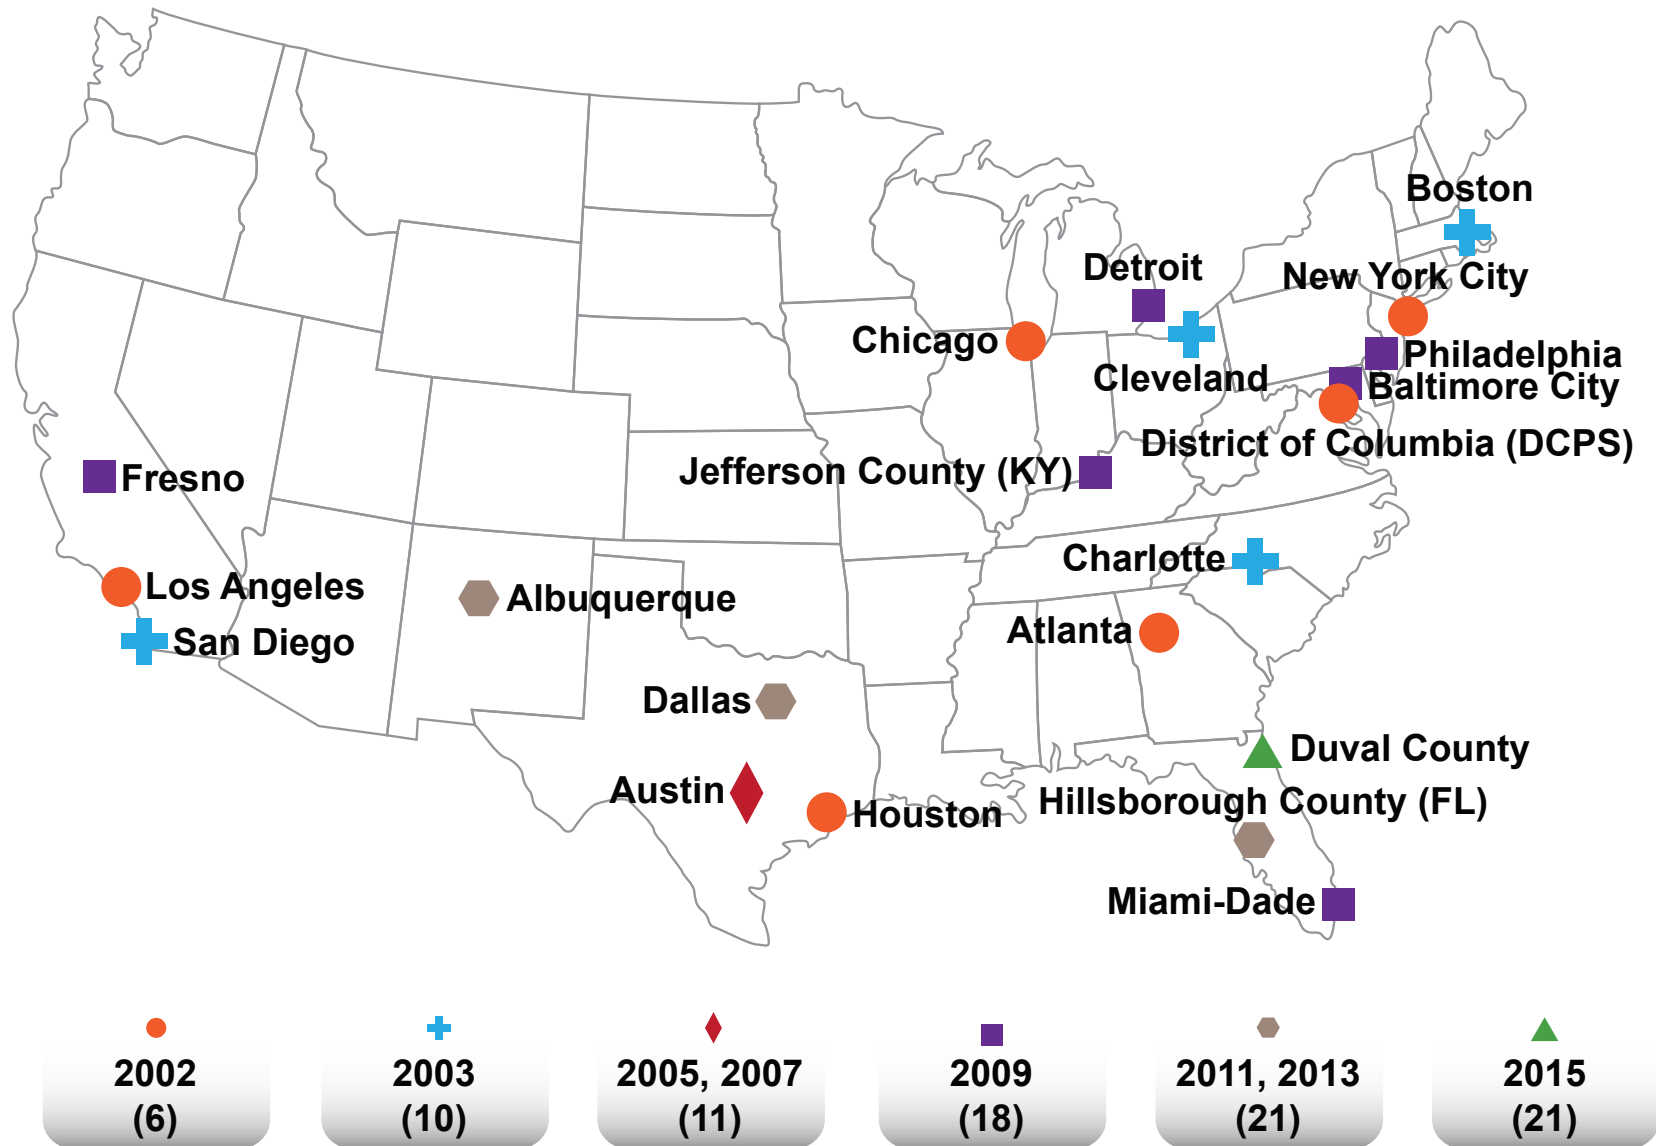 Boston
Detroit
New York City
Chicago
Philadelphia
Cleveland
Baltimore City
District of Columbia (DCPS)
Jefferson County (KY)
Fresno
Charlotte
Los Angeles
Albuquerque
Atlanta
San Diego
Dallas
Duval County
Austin
Hillsborough County (FL)
Houston
Miami-Dade
2002
(6)
2003
(10)
2005, 2007
(11)
2009
(18)
2011, 2013
(21)
2015
(21)